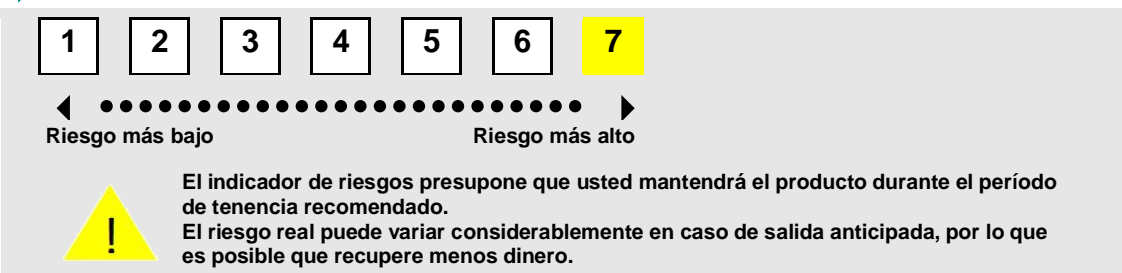 1 2 3 4 5 6 7
Riesgo más bajo Riesgo más alto
!
El indicador de riesgos presupone que usted mantendrá el producto durante el período
de tenencia recomendado.
El riesgo real puede variar considerablemente en caso de salida anticipada, por lo que
es posible que recupere menos dinero.